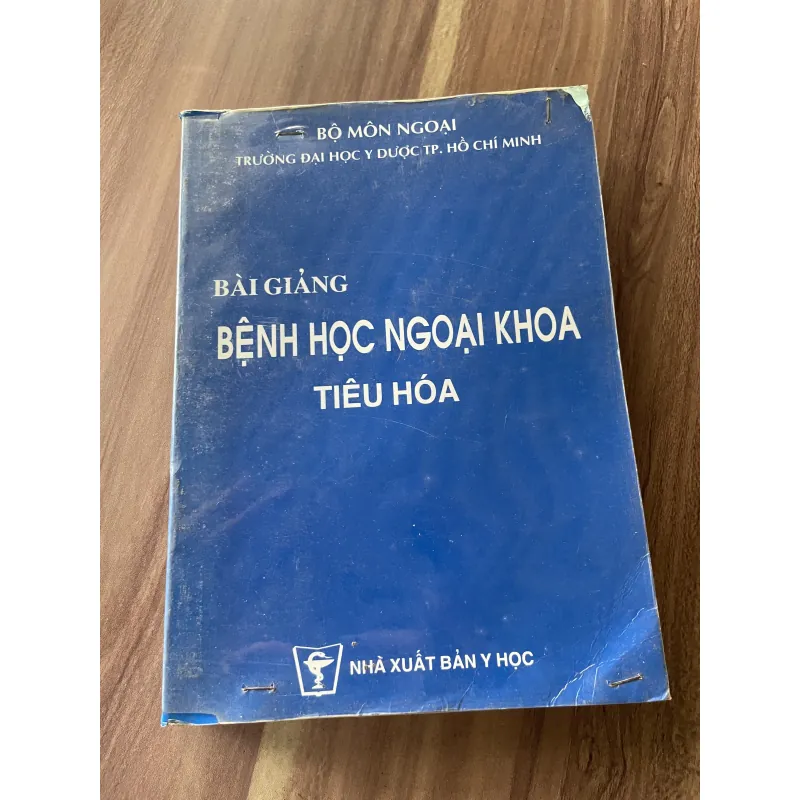 BỘ MÔN NGOẠI
TRƯỜNG ĐẠI HỌC Y DƯỢC TP. HỒ CHÍ MINH
BÀI GIẢNG
BỆNH HỌC NGOẠI KHOA
TIÊU HÓA
NHÀ XUẤT BẢN Y HỌC